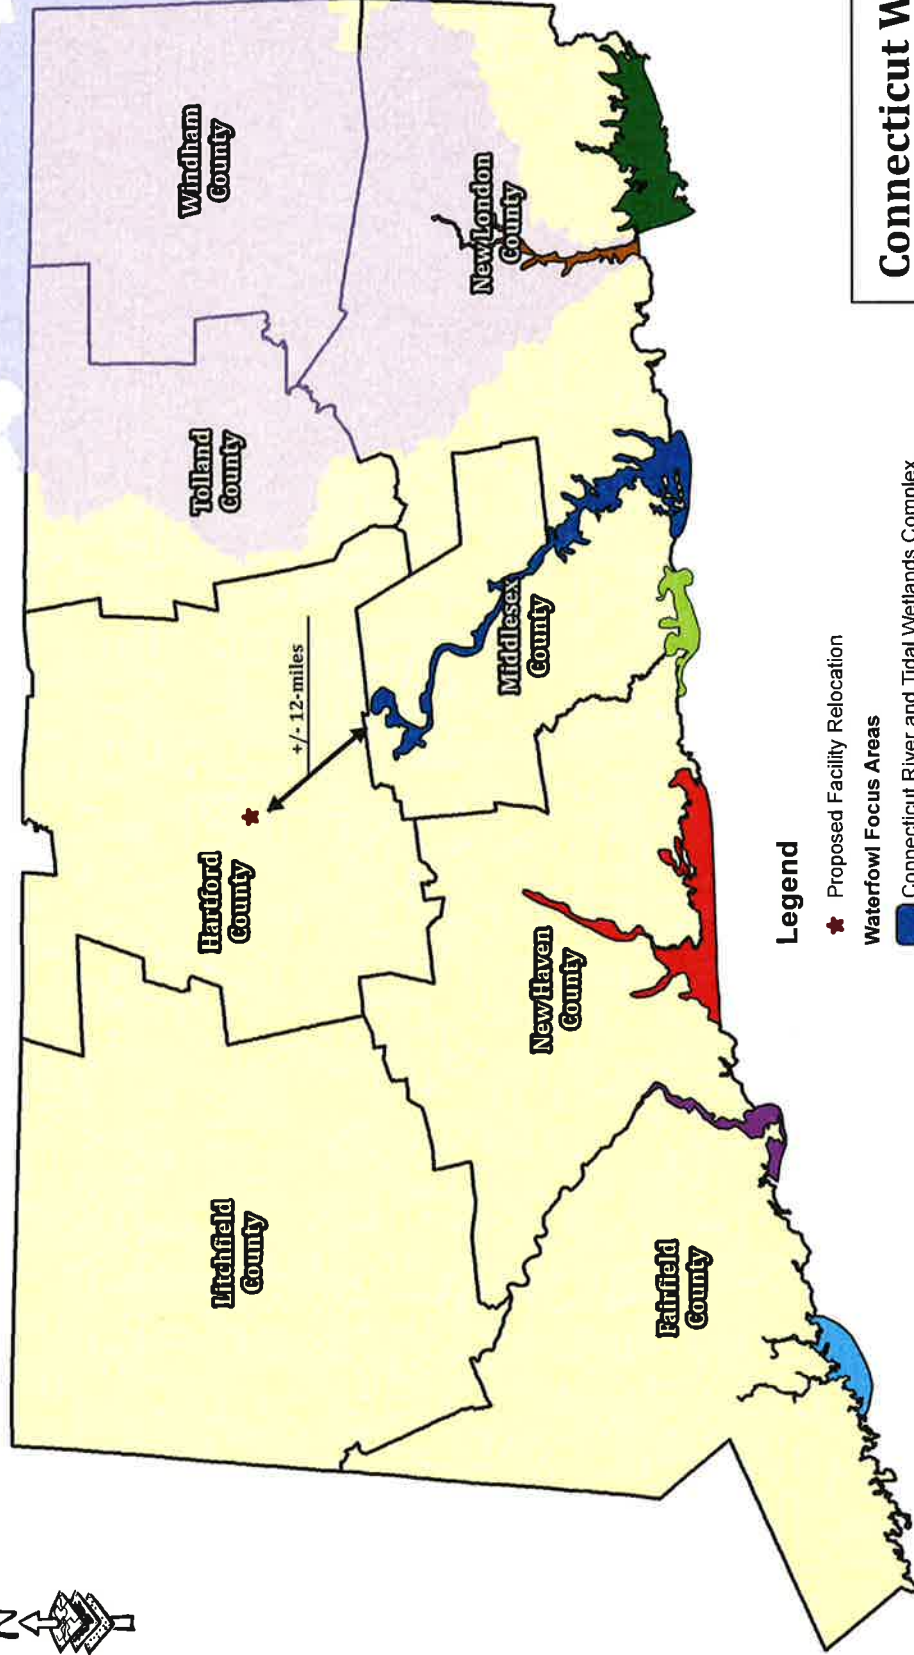 N
Windham
County
Tolland
County
New London
County
Hartford
County
+/- 12-miles
Middlesex
County
Litchfield
County
New Haven
County
Fairfield
County
Legend
Proposed Facility Relocation
Waterfowl Focus Areas
Connecticut River and Tidal Wetlands Complex
Connecticut W